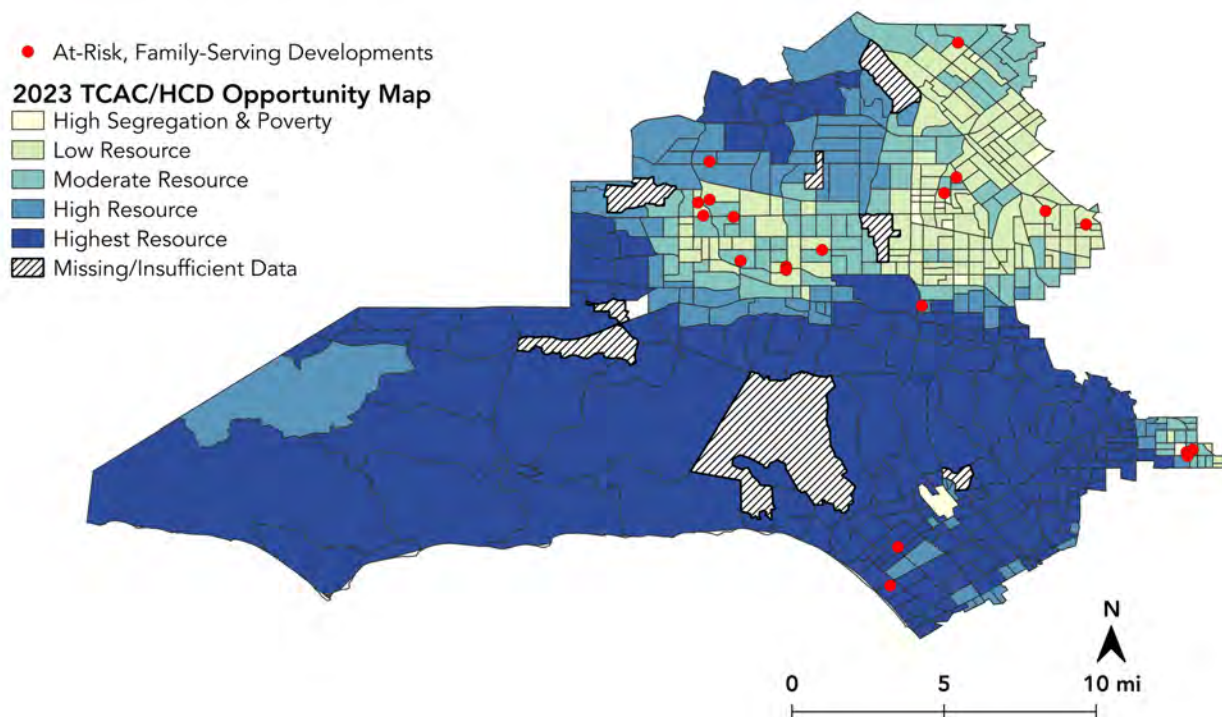 At-Risk, Family-Serving Developments
2023 TCAC/HCD Opportunity Map
High Segregation & Poverty
Low Resource
Moderate Resource
High Resource
Highest Resource
Missing/Insufficient Data
N
0 5 10 mi